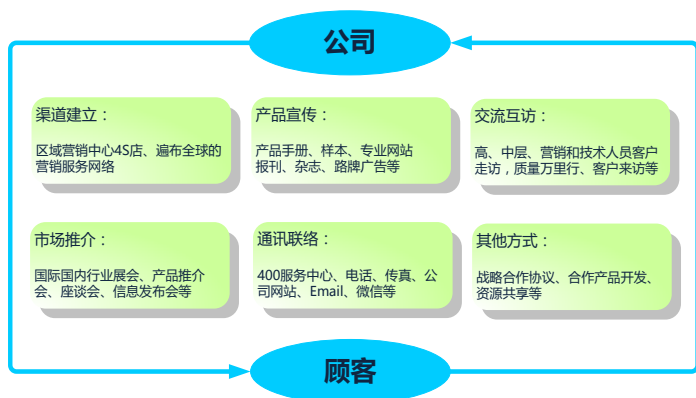 公司
渠道建立：
区域营销中心4S店、遍布全球的
营销服务网络
产品宣传：
产品手册、样本、专业网站
报刊、杂志、路牌广告等
交流互访：
高、中层、营销和技术人员客户
走访，质量万里行、客户来访等
市场推介：
国际国内行业展会、产品推介
会、座谈会、信息发布会等
通讯联络：
400服务中心、电话、传真、公
司网站、Email、微信等
其他方式：
战略合作协议、合作产品开发、
资源共享等
顾客